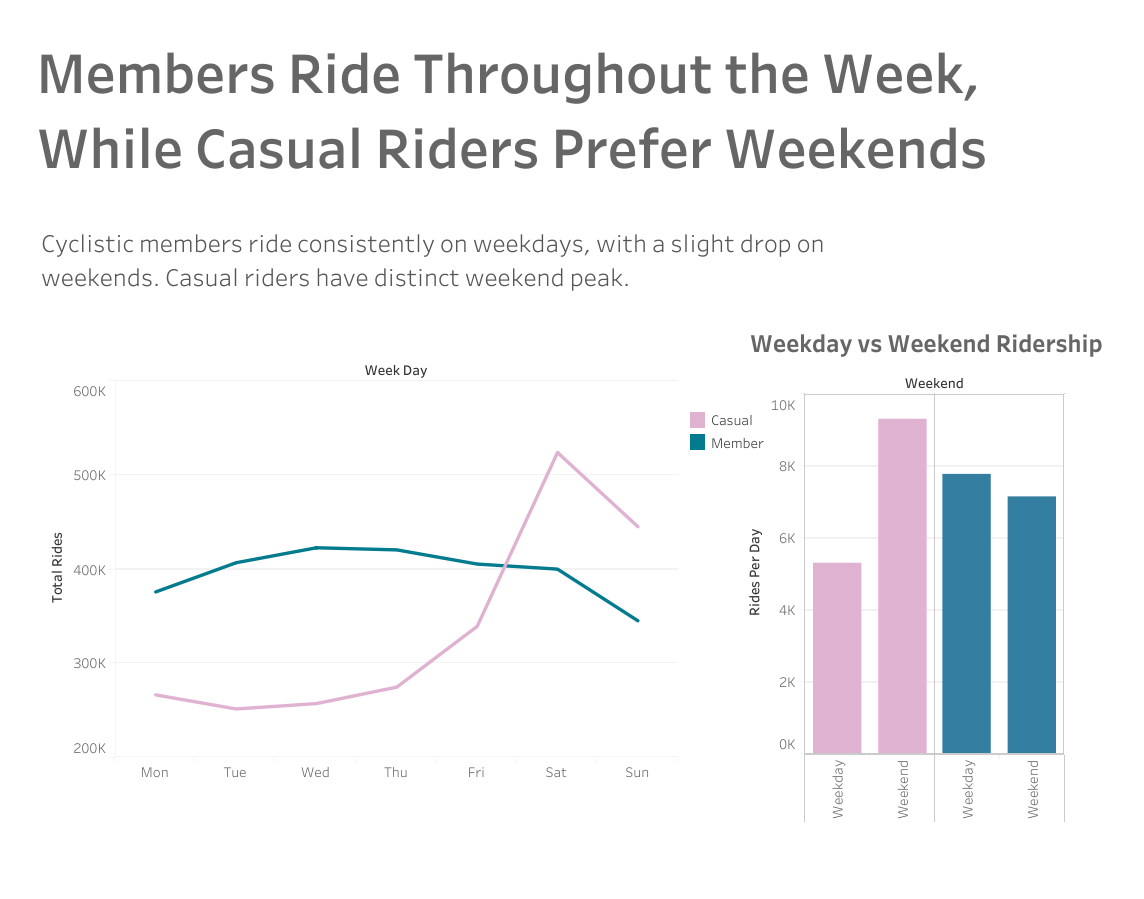 Members Ride Throughout the Week,
While Casual Riders Prefer Weekends
Cyclistic members ride consistently on weekdays, with a slight drop on
weekends. Casual riders have distinct weekend peak.
Week Day
600K
500K
400K
300K
200K
Total Rides
Mon Tue Wed Thu Fri Sat Sun
Casual
Member
Weekday vs Weekend Ridership
Weekend
10K
8K
6K
4K
2K
0K
Rides Per Day
Weekday
Weekend
Weekday
Weekend